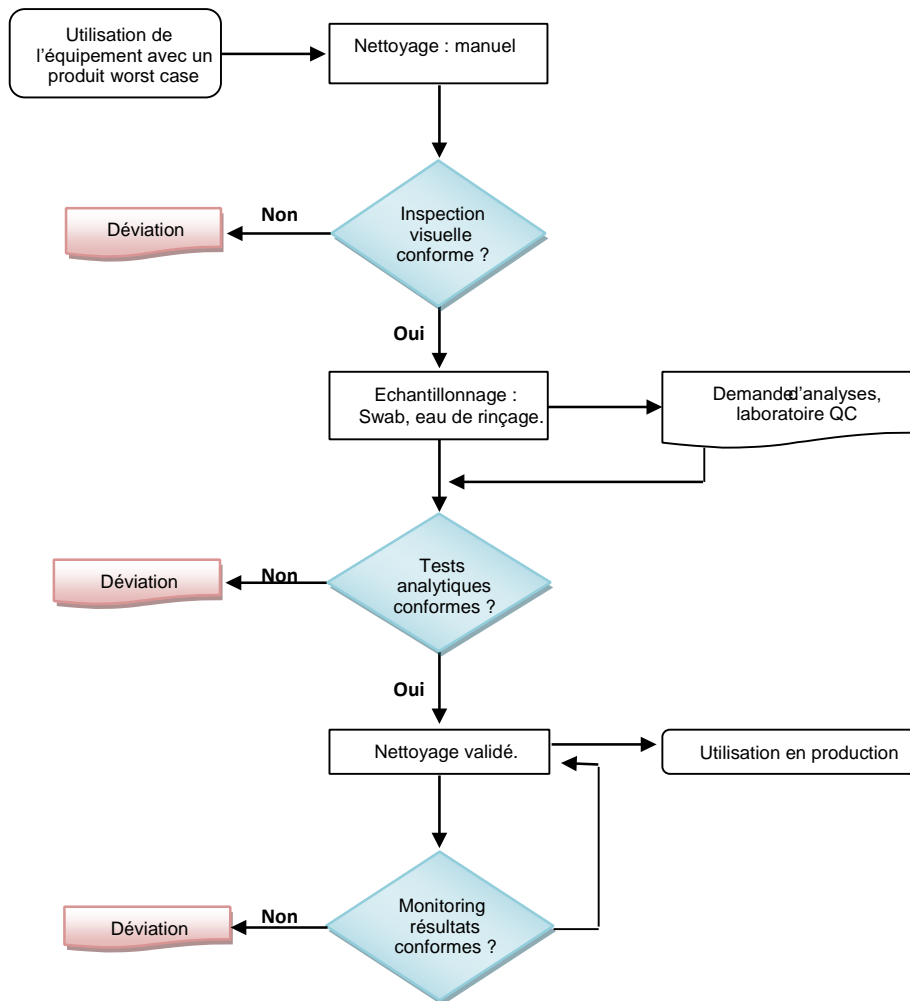 Utilisation de
l'équipement avec un
produit worst case
Nettoyage : manuel
Inspection
visuelle
conforme ?
Non
Déviation
Oui
Echantillonnage :
Swab, eau de rinçage.
Demande d'analyses,
laboratoire QC
Tests
analytiques
conformes ?
Non
Déviation
Oui
Nettoyage validé.
Utilisation en production
Monitoring
résultats
conformes ?
Non
Déviation